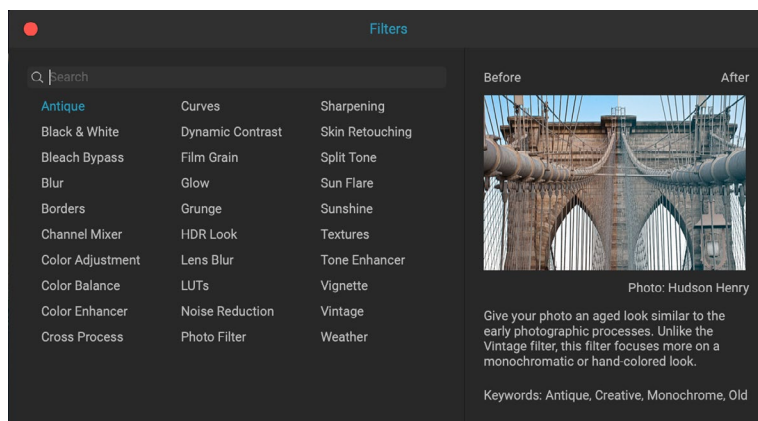 Filters
Search
Antique
Black & White
Bleach Bypass
Blur
Borders
Channel Mixer
Color Adjustment
Color Balance
Color Enhancer
Cross Process
Curves
Dynamic Contrast
Film Grain
Glow
Grunge
HDR Look
Lens Blur
LUTs
Noise Reduction
Photo Filter
Sharpening
Skin Retouching
Split Tone
Sun Flare
Sunshine
Textures
Tone Enhancer
Vignette
Vintage
Weather
Before After
Photo: Hudson Henry
Give your photo an aged look similar to the
early photographic processes. Unlike the
Vintage filter, this filter focuses more on a
monochromatic or hand-colored look.
Keywords: Antique, Creative, Monochrome, Old